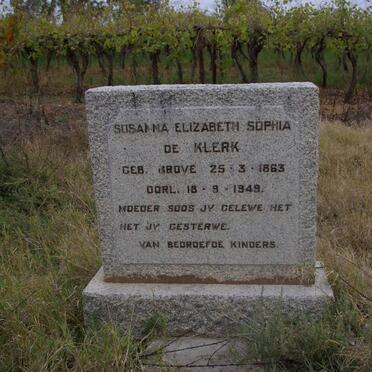 SUSANNA ELIZABETH SOPHIA
DE KLERK
GEB. GROVE 25·3·1863
OORL. 18·9·1949.
MOEDER SOOS JY GELEWE HET
HET JY GESTERWE.
VAN BEDROEFDE KINDERS.